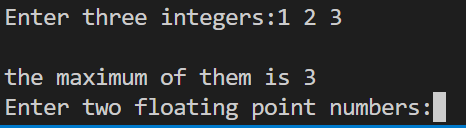 Enter three integers:1 2 3
the maximum of them is 3
Enter two floating point numbers: